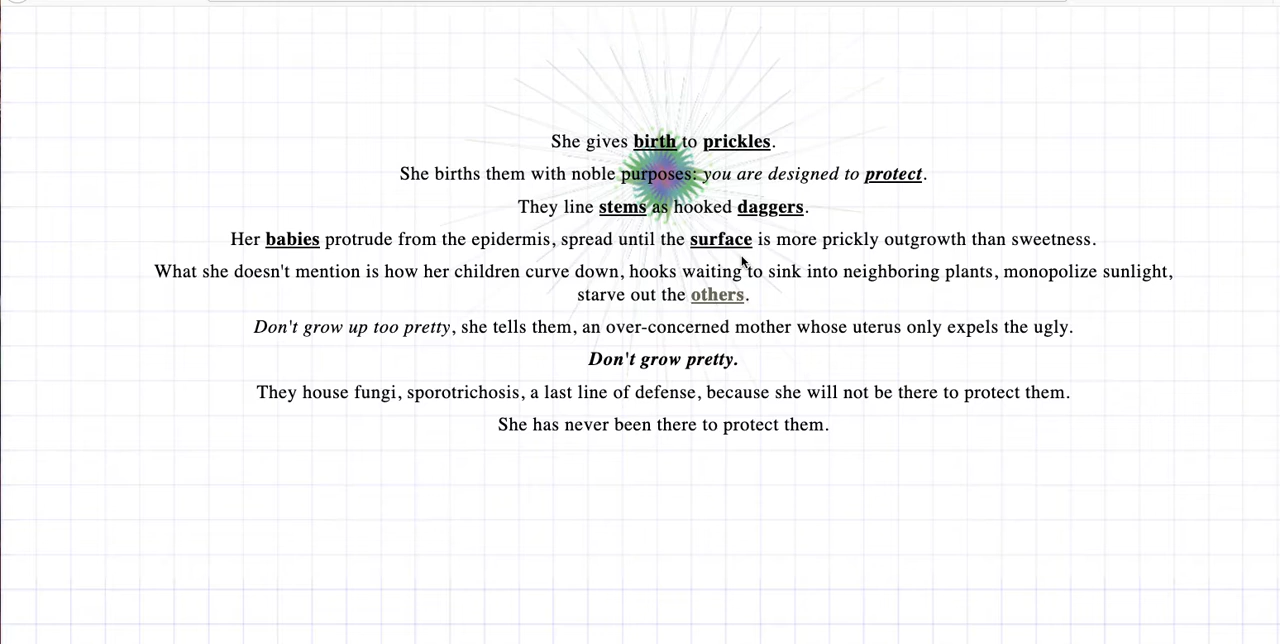 She gives birth to prickles.
She births them with noble purposes: you are designed to protect.
They line stems as hooked daggers.
Her babies protrude from the epidermis, spread until the surface is more prickly outgrowth than sweetness.
What she doesn't mention is how her children curve down, hooks waiting to sink into neighboring plants, monopolize sunlight,
starve out the others.
Don't grow up too pretty, she tells them, an over-concerned mother whose uterus only expels the ugly.
Don't grow pretty.
They house fungi, sporotrichosis, a last line of defense, because she will not be there to protect them.
She has never been there to protect them.